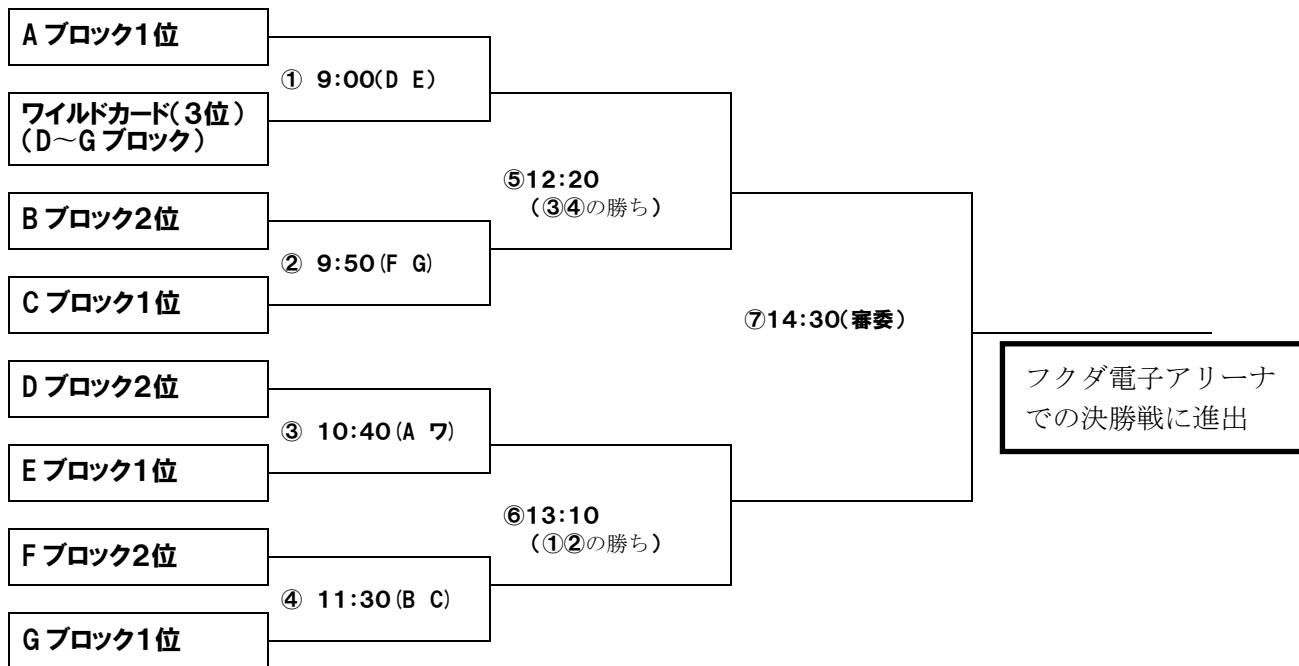 A ブロック1位
① 9:00(D E)
ワイルドカード(3位)
(D～G ブロック)
⑤12:20
(③④の勝ち)
B ブロック2位
② 9:50(F G)
C ブロック1位
⑦14:30(審委)
フクダ電子アリーナ
での決勝戦に進出
D ブロック2位
③ 10:40(A ワ)
E ブロック1位
⑥13:10
(①②の勝ち)
F ブロック2位
④ 11:30(B C)
G ブロック1位